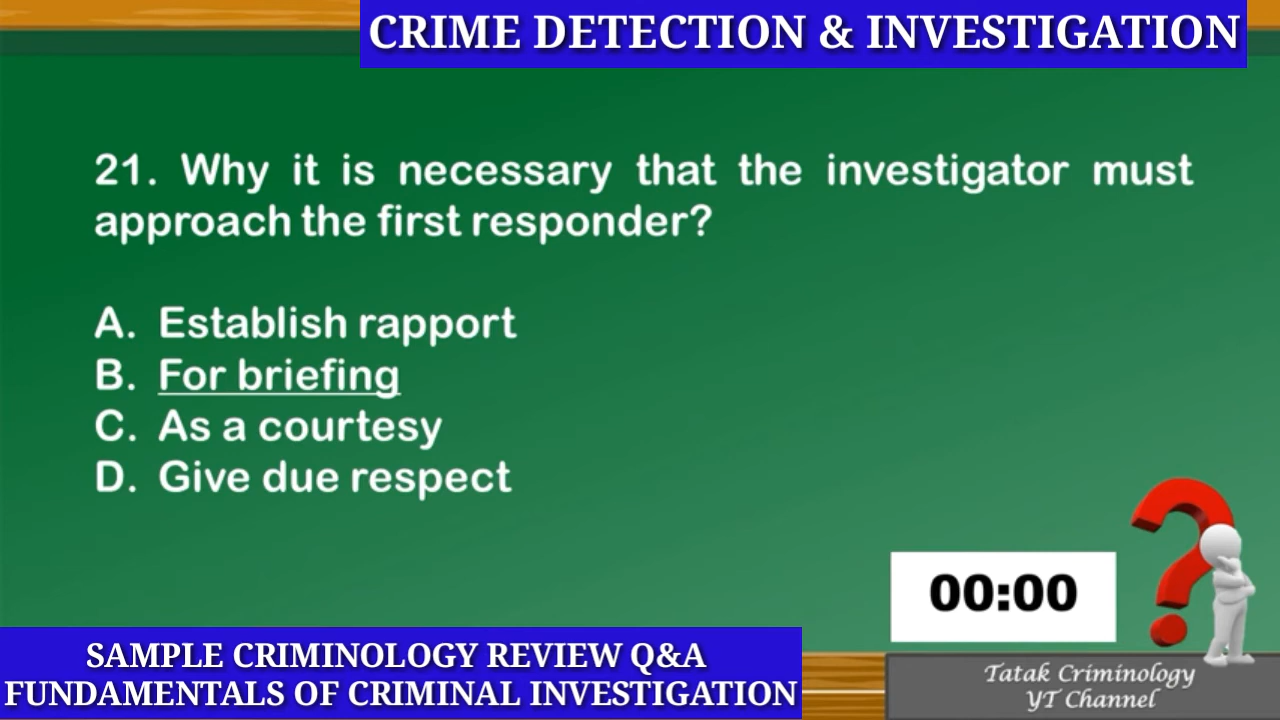 CRIME DETECTION & INVESTIGATION
21. Why it is necessary that the investigator must
approach the first responder?
A. Establish rapport
B. For briefing
C. As a courtesy
D. Give due respect
00:00
SAMPLE CRIMINOLOGY REVIEW Q&A
FUNDAMENTALS OF CRIMINAL INVESTIGATION
Tatak Criminology
YT Channel